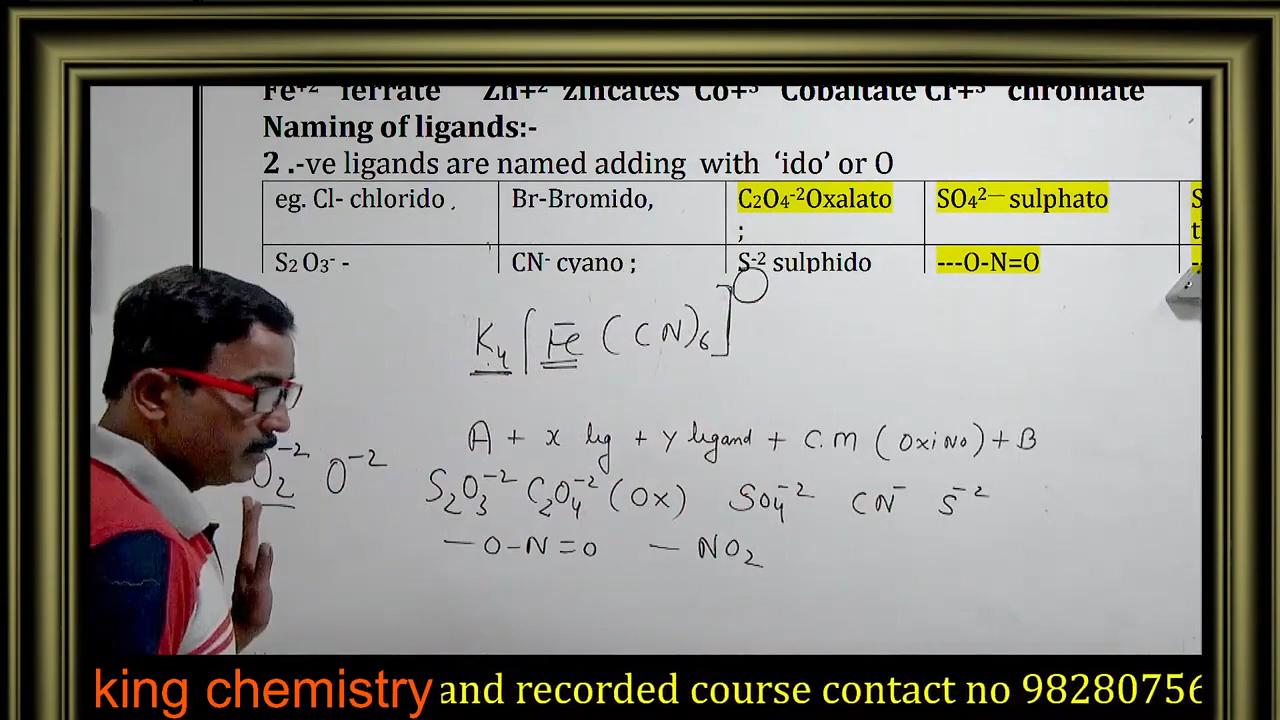 Fe+2 ferrate Zn+2 zincates Co+3 Cobaltate Cr+3 chromate
Naming of ligands:-
2 .-ve ligands are named adding with ‘ido’ or O
eg. Cl- chlorido Br-Bromido, C2O4-2Oxalato ; SO42— sulphato
S2 O3- - CN- cyano ; S-2 sulphido ---O-N=O
K4[Fe(CN)6]
A + x lig + y ligand + C.M (OxiNo) + B
O2-2 O-2 S2O3-2 C2O4-2 (Ox) SO4-2 CN- S-2
—O-N=O — NO2
king chemistry and recorded course contact no 98280756